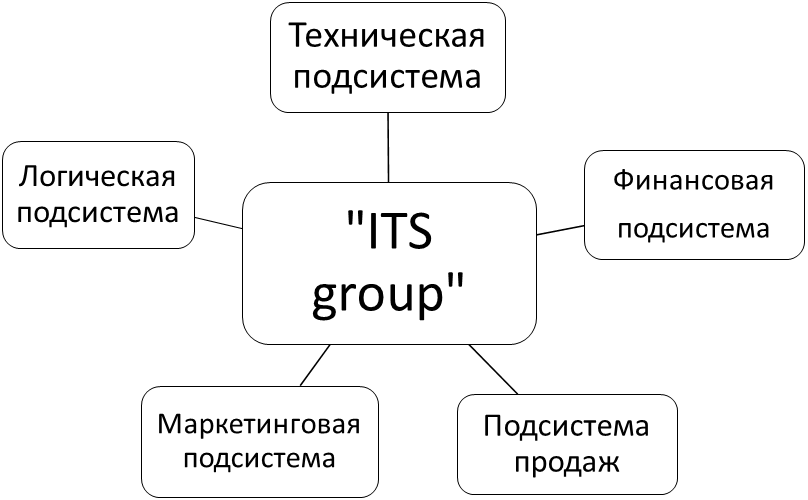 Техническая
подсистема
Логическая
подсистема
Финансовая
подсистема
"ITS
group"
Маркетинговая
подсистема
Подсистема
продаж